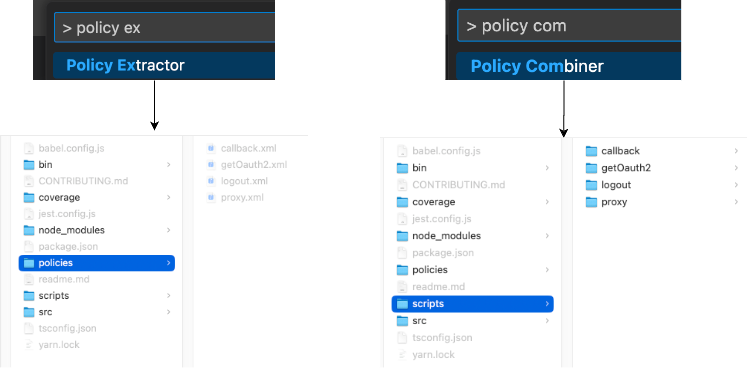 > policy ex
Policy Extractor
> policy com
Policy Combiner
babel.config.js
bin
CONTRIBUTING.md
coverage
jest.config.js
node_modules
package.json
policies
readme.md
scripts
src
tsconfig.json
yarn.lock
callback.xml
getOauth2.xml
logout.xml
proxy.xml
babel.config.js
bin
CONTRIBUTING.md
coverage
jest.config.js
node_modules
package.json
policies
readme.md
scripts
src
tsconfig.json
yarn.lock
callback
getOauth2
logout
proxy